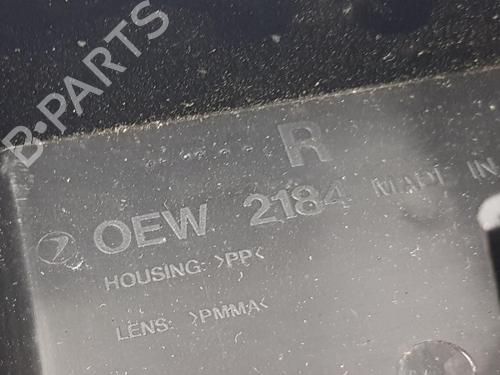 B-PARTS
R
OEW 2184 MADE IN
HOUSING: >PP<
LENS: >PMMA<